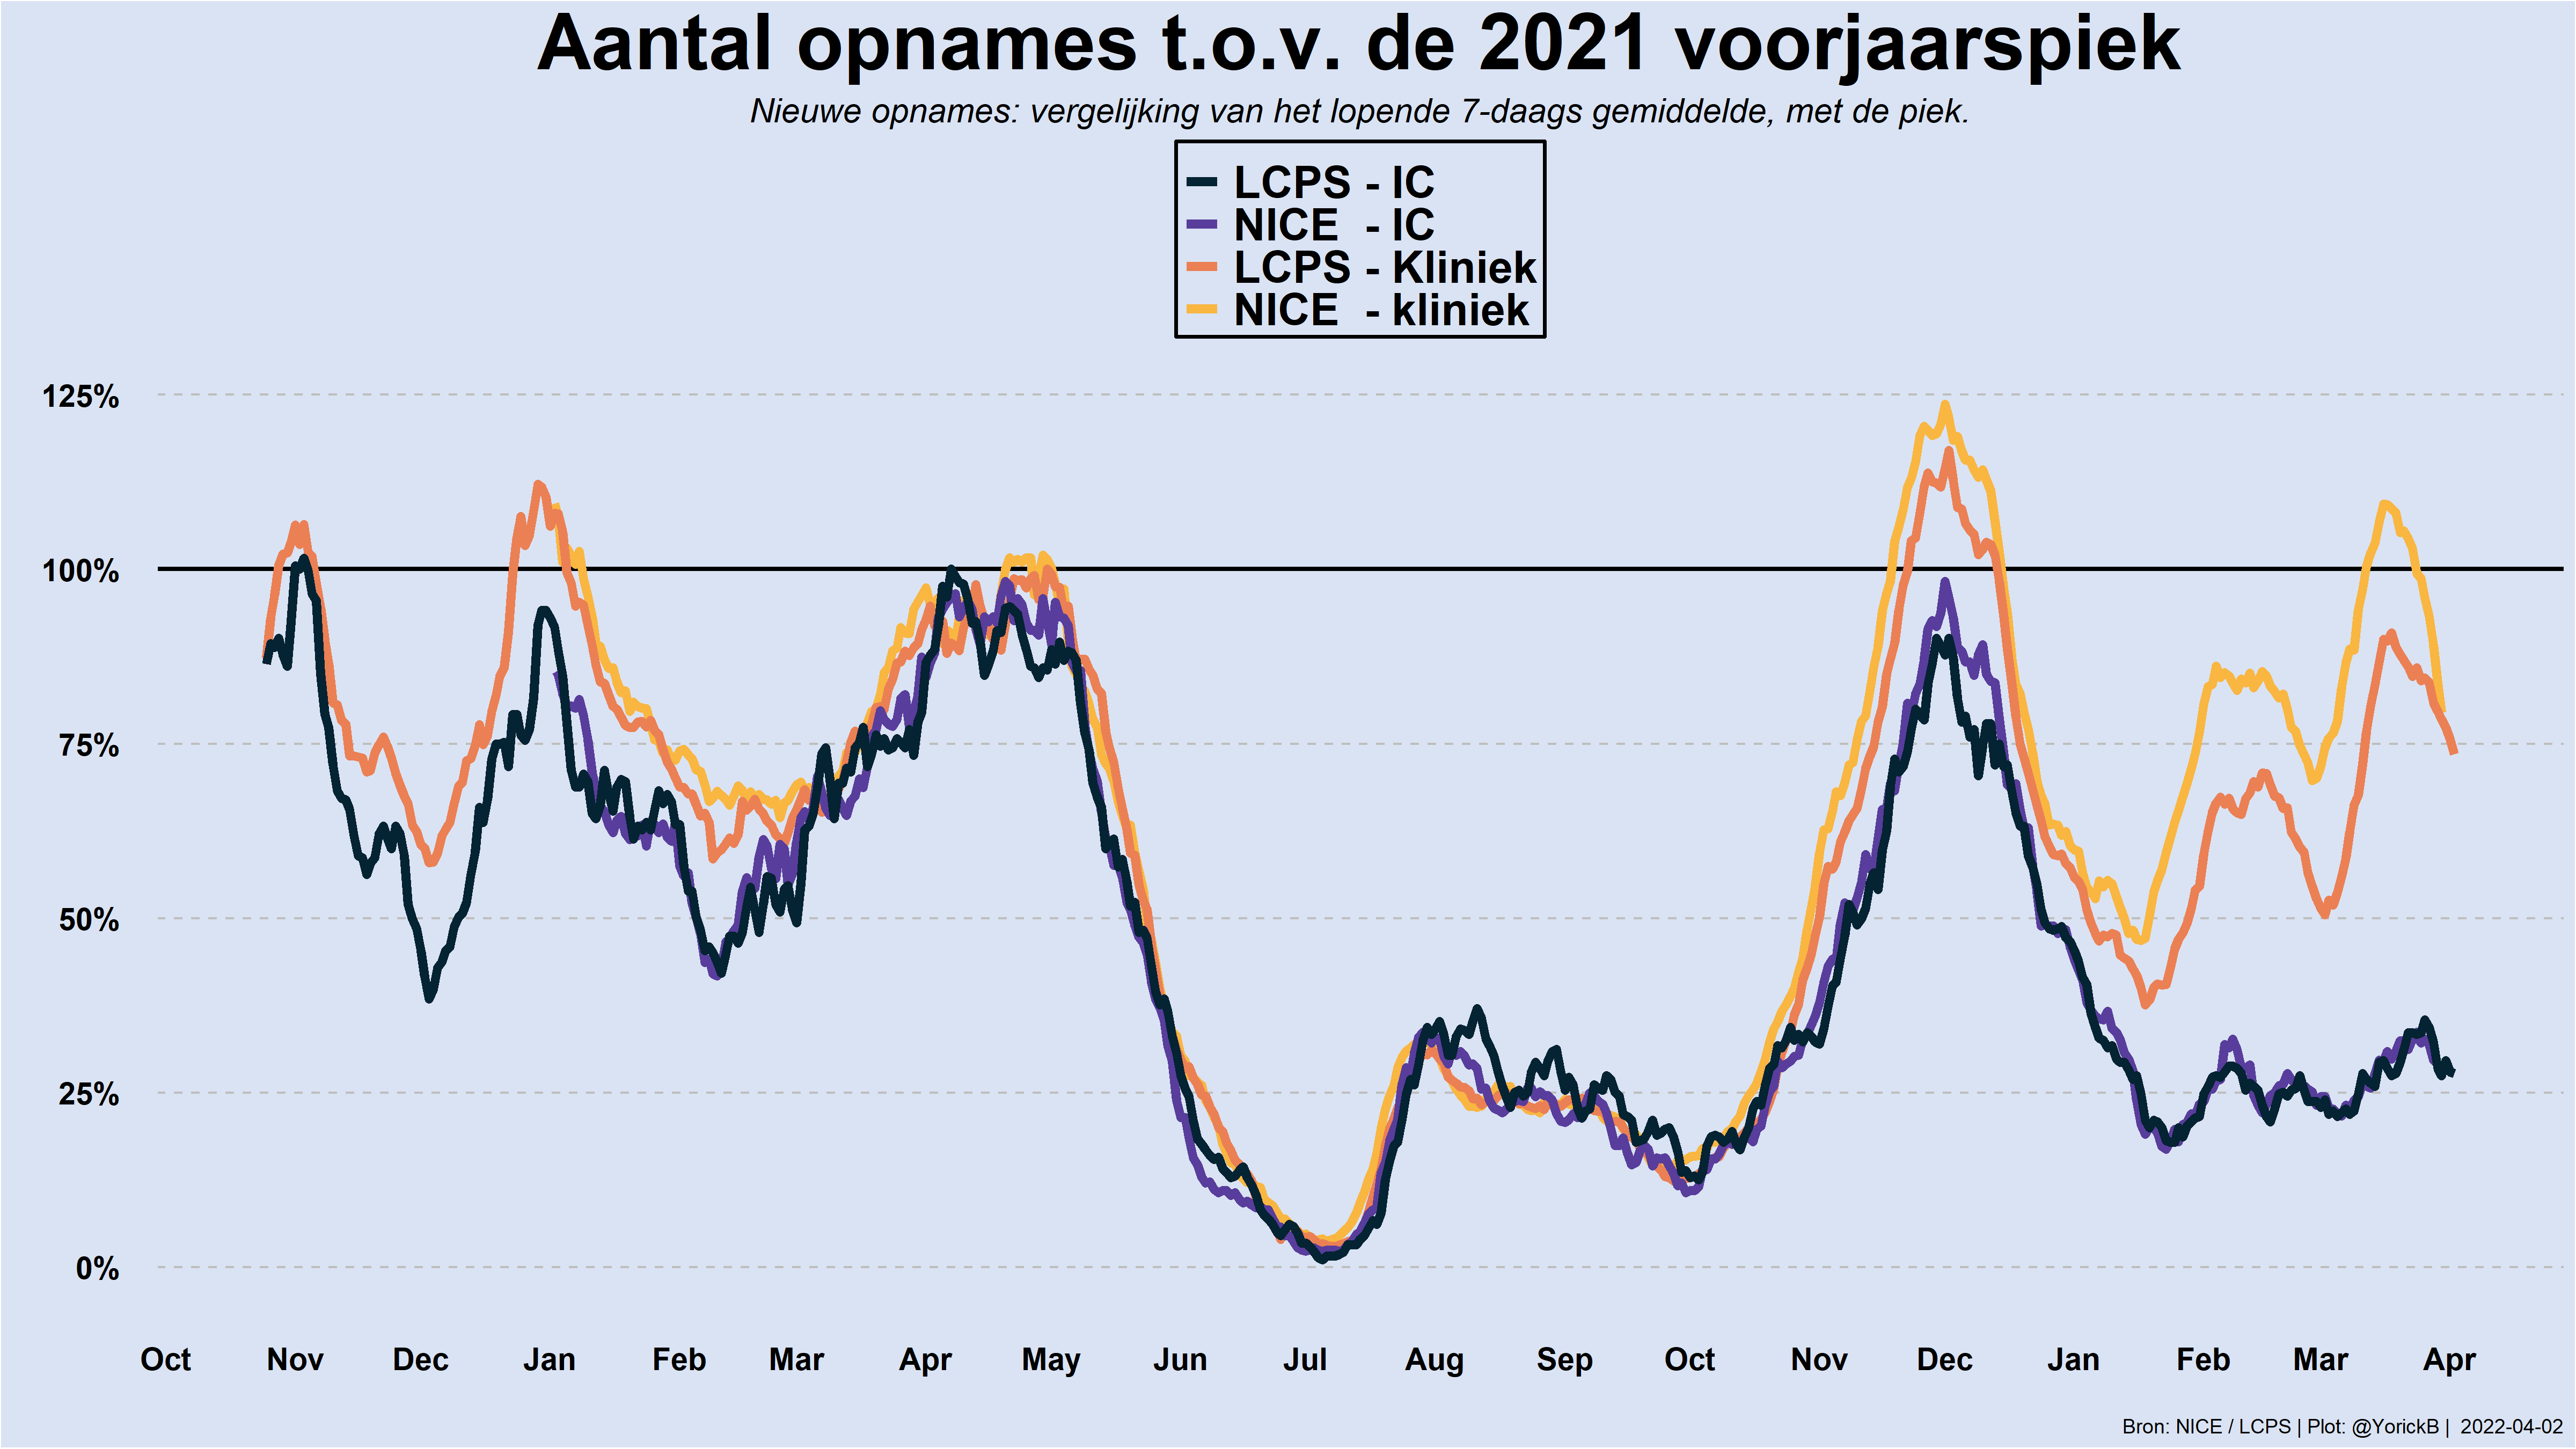 Aantal opnames t.o.v. de 2021 voorjaarspiek
Nieuwe opnames: vergelijking van het lopende 7-daags gemiddelde, met de piek.
LCPS - IC
NICE - IC
LCPS - Kliniek
NICE - kliniek
125%
100%
75%
50%
25%
0%
Oct Nov Dec Jan Feb Mar Apr May Jun Jul Aug Sep Oct Nov Dec Jan Feb Mar Apr
Bron: NICE / LCPS | Plot: @YorickB | 2022-04-02